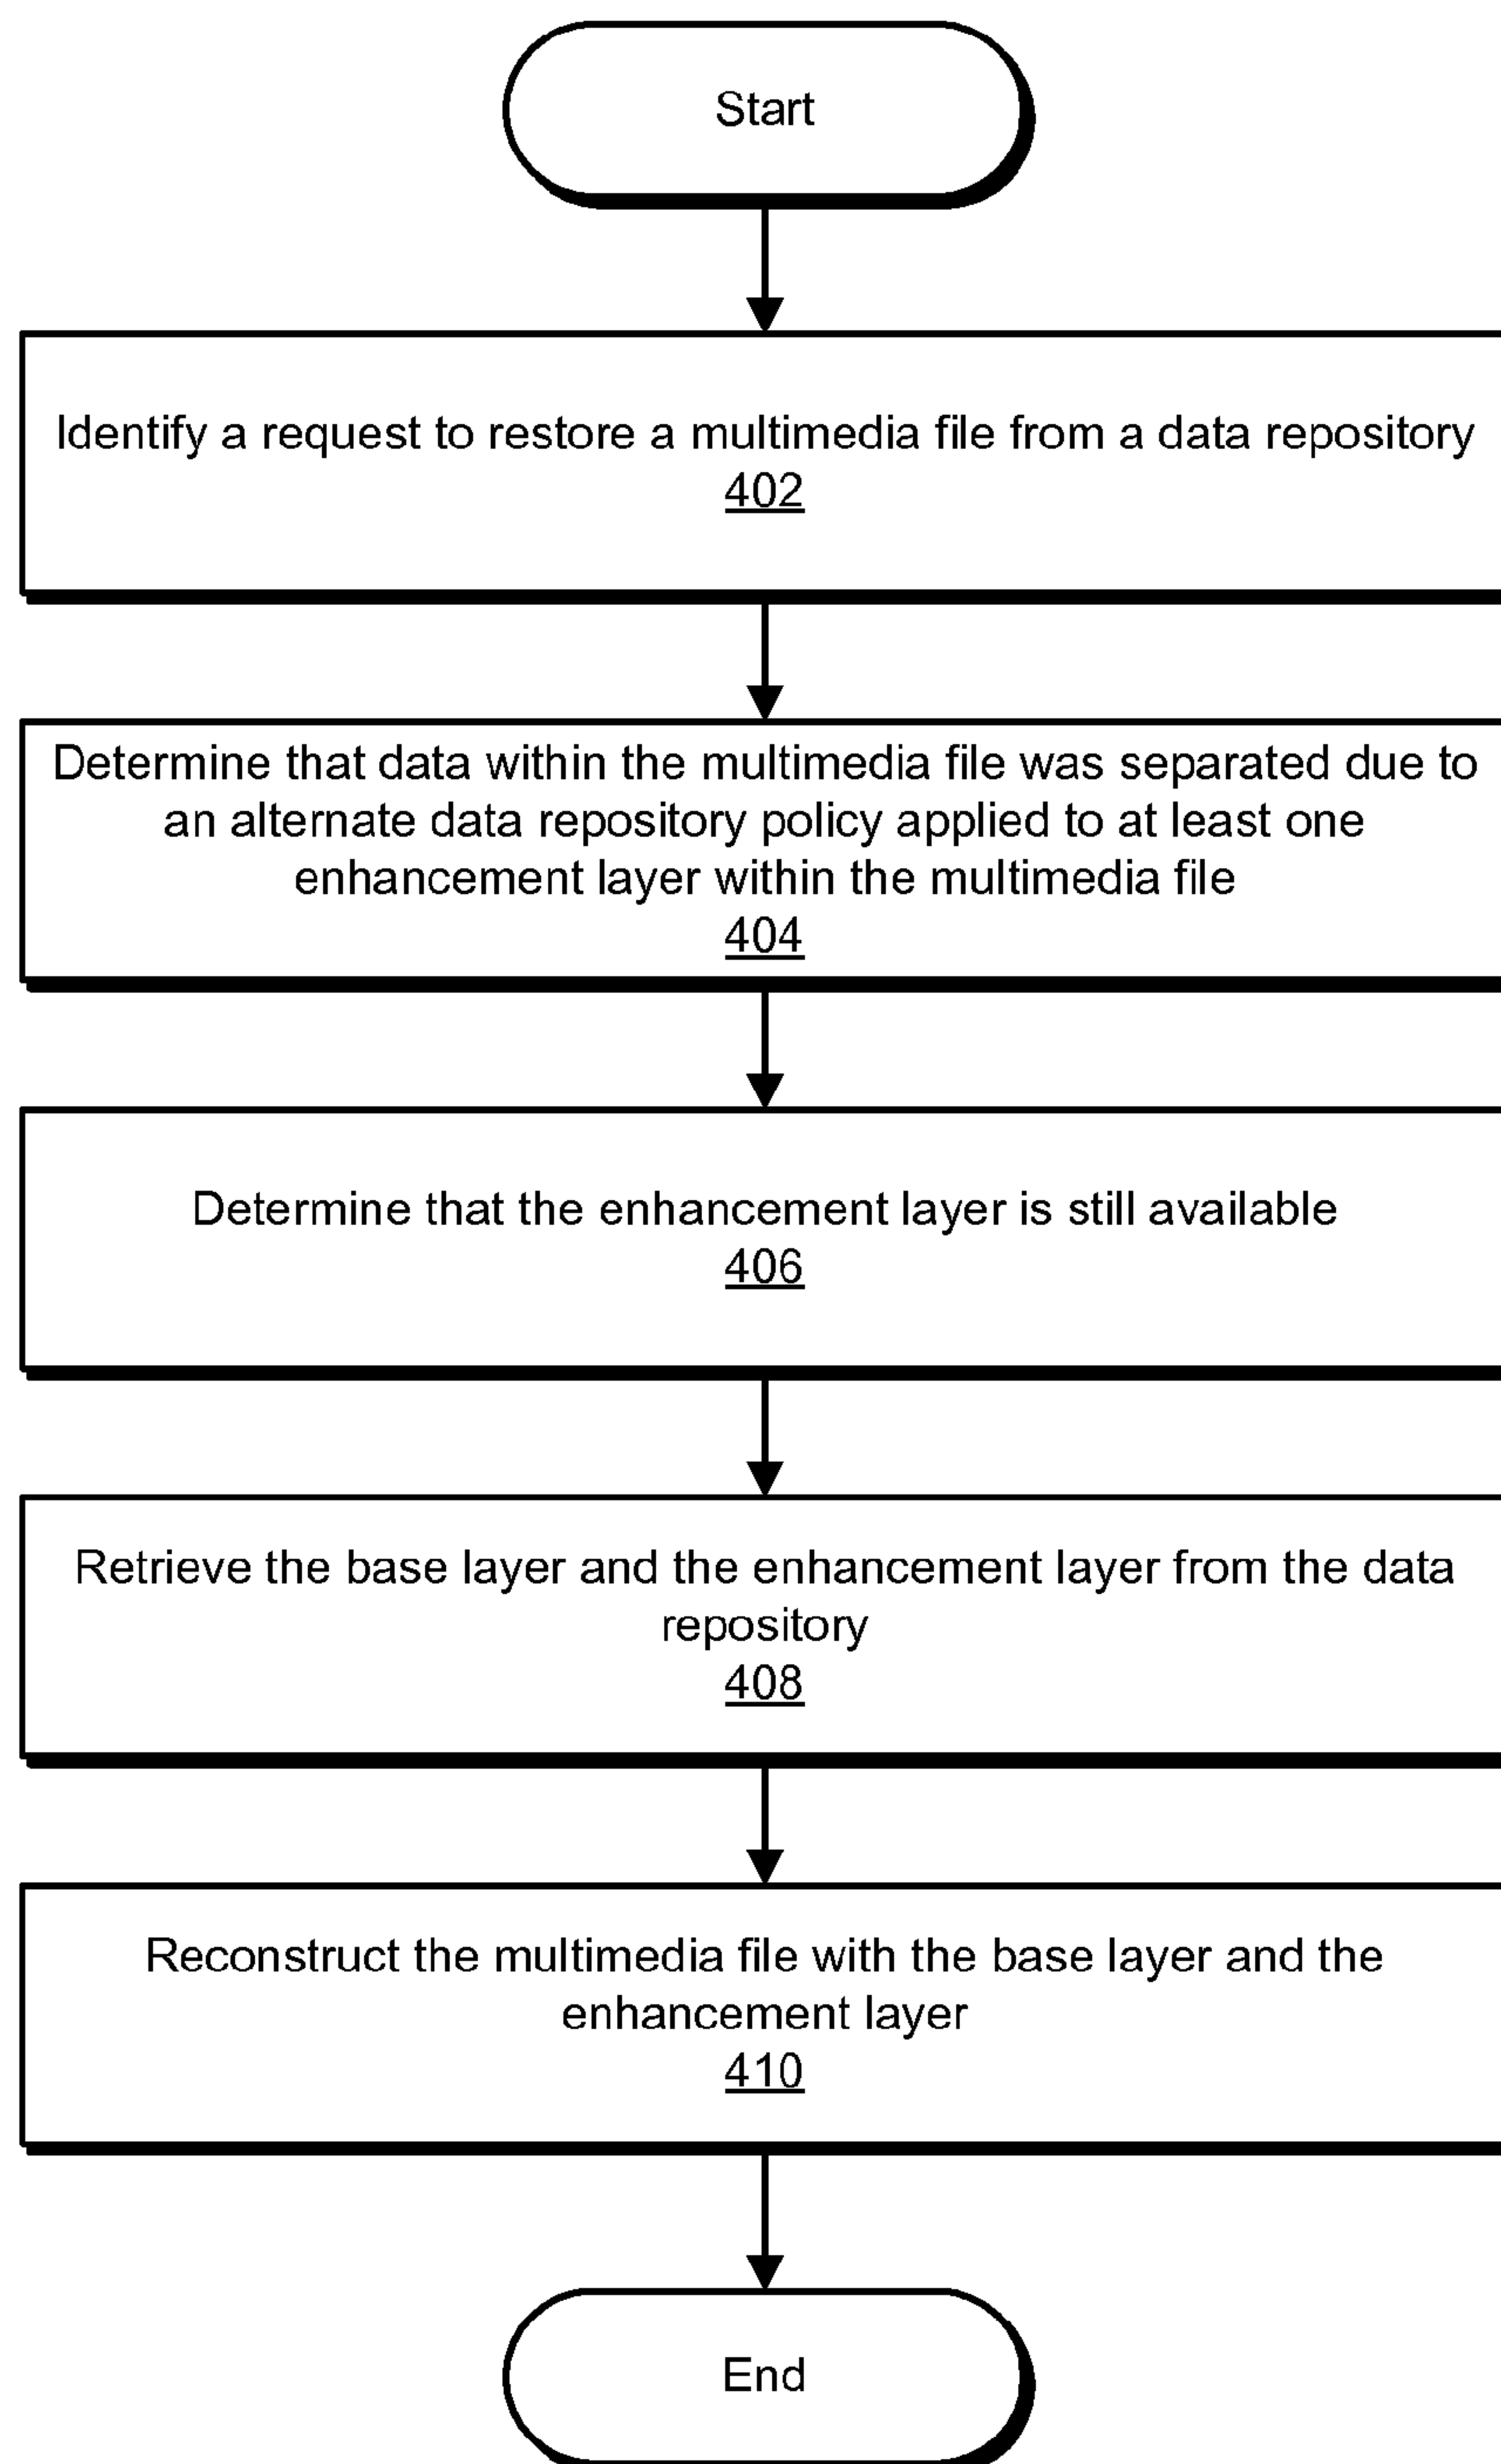 Start
Identify a request to restore a multimedia file from a data repository
402
Determine that data within the multimedia file was separated due to
an alternate data repository policy applied to at least one
enhancement layer within the multimedia file
404
Determine that the enhancement layer is still available
406
Retrieve the base layer and the enhancement layer from the data
repository
408
Reconstruct the multimedia file with the base layer and the
enhancement layer
410
End